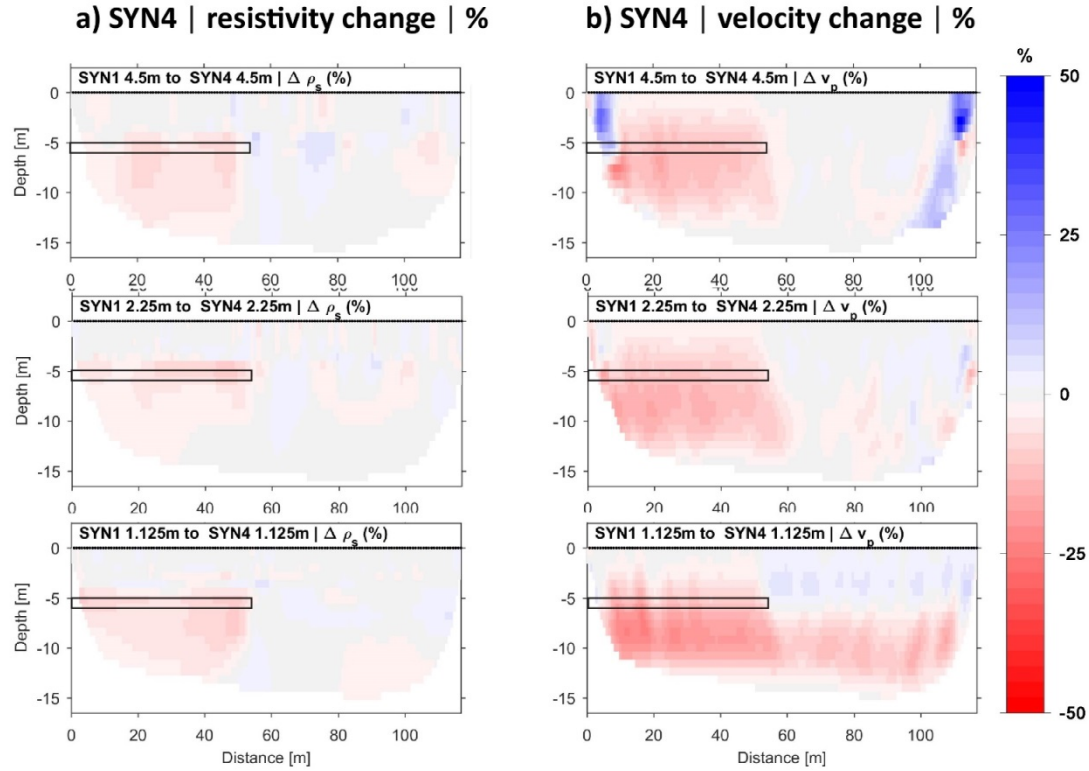 a) SYN4 | resistivity change | %
b) SYN4 | velocity change | %
SYN1 4.5m to SYN4 4.5m | Δ ρs (%)
0
-5
-10
-15
Depth [m]
0 20 40 60 80 100
SYN1 4.5m to SYN4 4.5m | Δ vp (%)
0
-5
-10
-15
Depth [m]
0 20 40 60 80 100
SYN1 2.25m to SYN4 2.25m | Δ ρs (%)
0
-5
-10
-15
Depth [m]
0 20 40 60 80 100
SYN1 2.25m to SYN4 2.25m | Δ vp (%)
0
-5
-10
-15
Depth [m]
0 20 40 60 80 100
SYN1 1.125m to SYN4 1.125m | Δ ρs (%)
0
-5
-10
-15
Depth [m]
0 20 40 60 80 100
Distance [m]
SYN1 1.125m to SYN4 1.125m | Δ vp (%)
0
-5
-10
-15
Depth [m]
0 20 40 60 80 100
Distance [m]
%
50
25
0
-25
-50